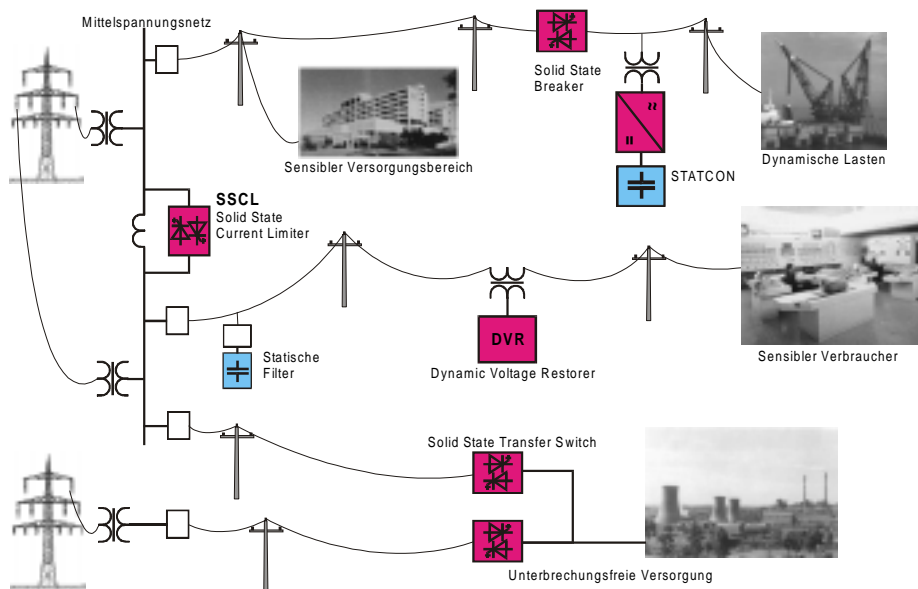 Mittelspannungsnetz
Solid State
Breaker
Sensibler Versorgungsbereich
STATCON
Dynamische Lasten
SSCL
Solid State
Current Limiter
DVR
Statische
Filter
Dynamic Voltage Restorer
Sensibler Verbraucher
Solid State Transfer Switch
Unterbrechungsfreie Versorgung